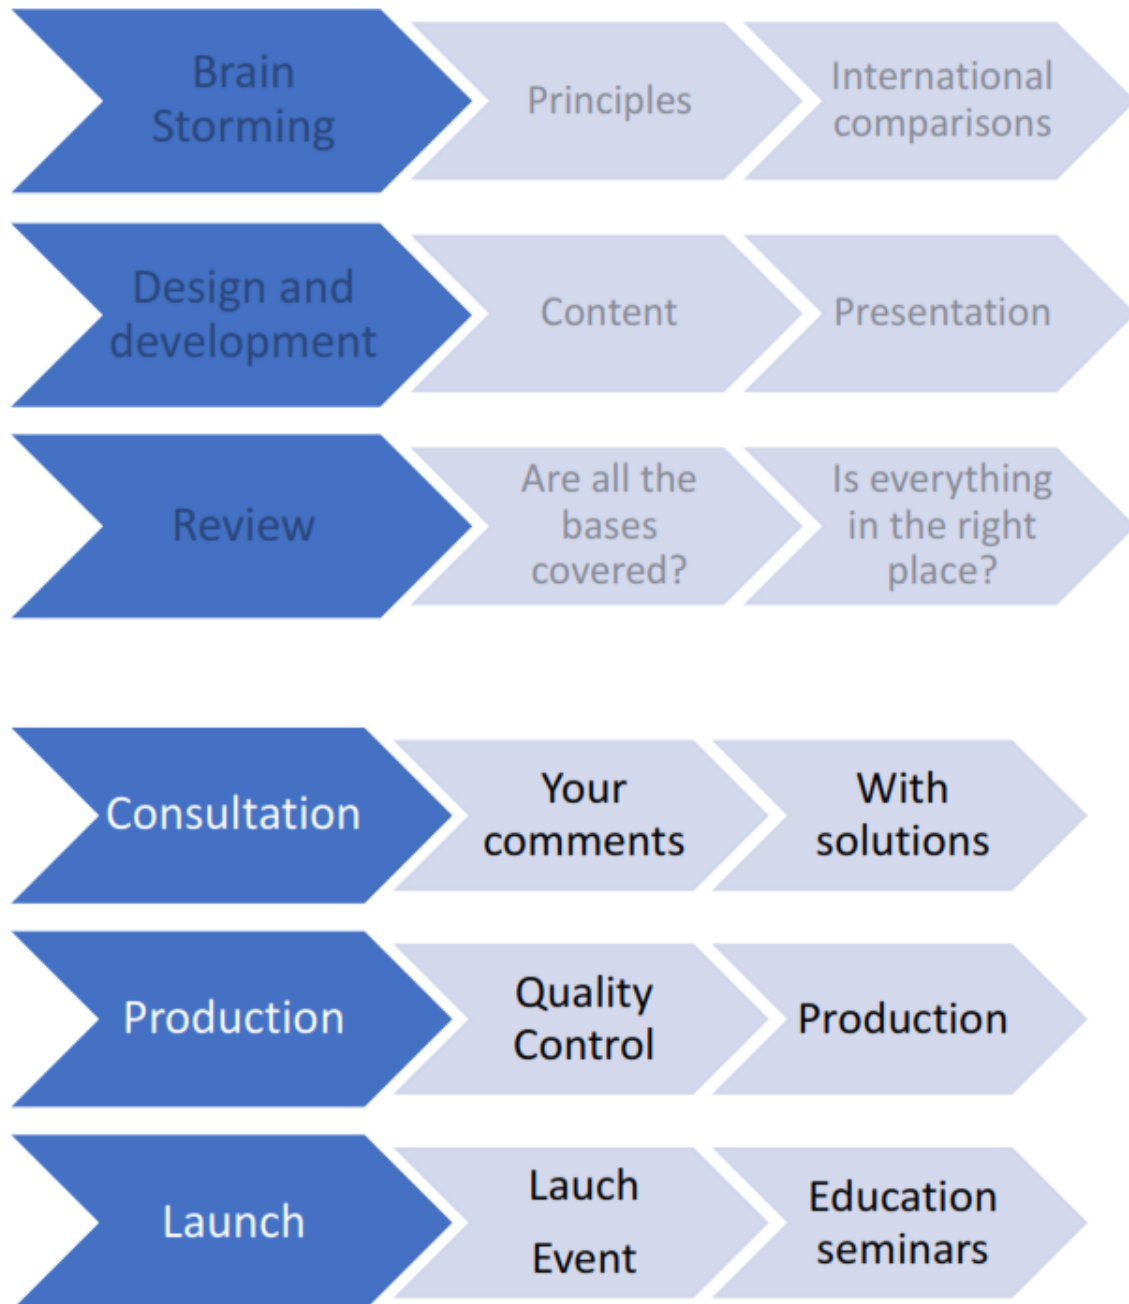 Brain
Storming
Principles
International
comparisons
Design and
development
Content
Presentation
Review
Are all the
bases
covered?
Is everything
in the right
place?
Consultation
Your
comments
With
solutions
Production
Quality
Control
Production
Launch
Lauch
Event
Education
seminars